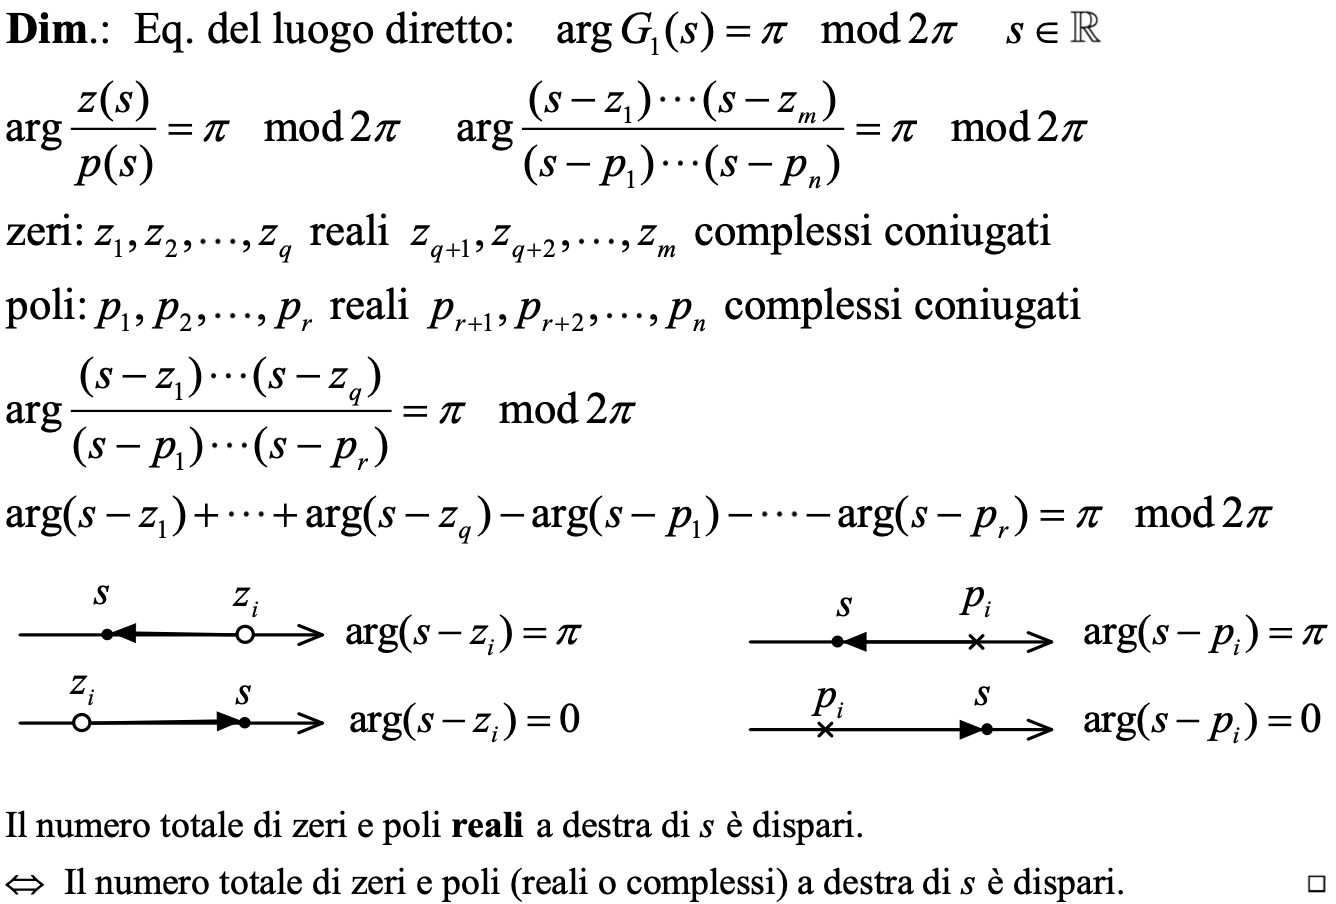 Dim.: Eq. del luogo diretto: arg G₁(s) = π mod 2π s ∈ ℝ
arg z(s)/p(s) = π mod 2π arg (s − z₁)⋯(s − zₘ)/(s − p₁)⋯(s − pₙ) = π mod 2π
zeri: z₁, z₂, …, z_q reali z_{q+1}, z_{q+2}, …, zₘ complessi coniugati
poli: p₁, p₂, …, p_r reali p_{r+1}, p_{r+2}, …, pₙ complessi coniugati
arg (s − z₁)⋯(s − z_q)/(s − p₁)⋯(s − p_r) = π mod 2π
arg(s − z₁) + ⋯ + arg(s − z_q) − arg(s − p₁) − ⋯ − arg(s − p_r) = π mod 2π
s zᵢ arg(s − zᵢ) = π
s pᵢ arg(s − pᵢ) = π
zᵢ s arg(s − zᵢ) = 0
pᵢ s arg(s − pᵢ) = 0
Il numero totale di zeri e poli reali a destra di s è dispari.
⇔ Il numero totale di zeri e poli (reali o complessi) a destra di s è dispari. □